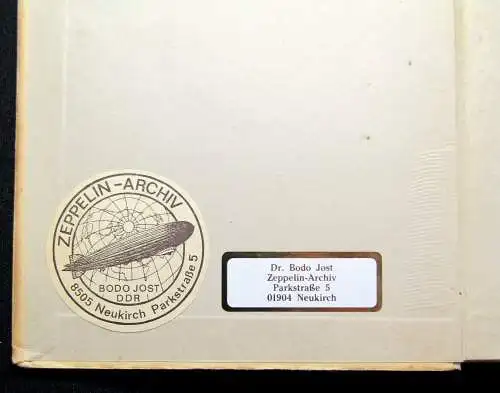 ZEPPELIN-ARCHIV
BODO JOST
DDR
8505 Neukirch Parkstraße 5
Dr. Bodo Jost
Zeppelin-Archiv
Parkstraße 5
01904 Neukirch